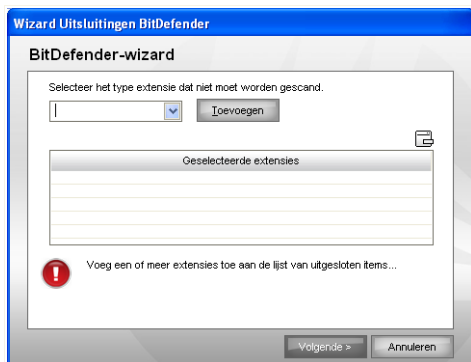 Wizard Uitsluitingen BitDefender
BitDefender-wizard
Selecteer het type extensie dat niet moet worden gescand.
Toevoegen
Geselecteerde extensies
Voeg een of meer extensies toe aan de lijst van uitgesloten items...
Volgende >
Annuleren